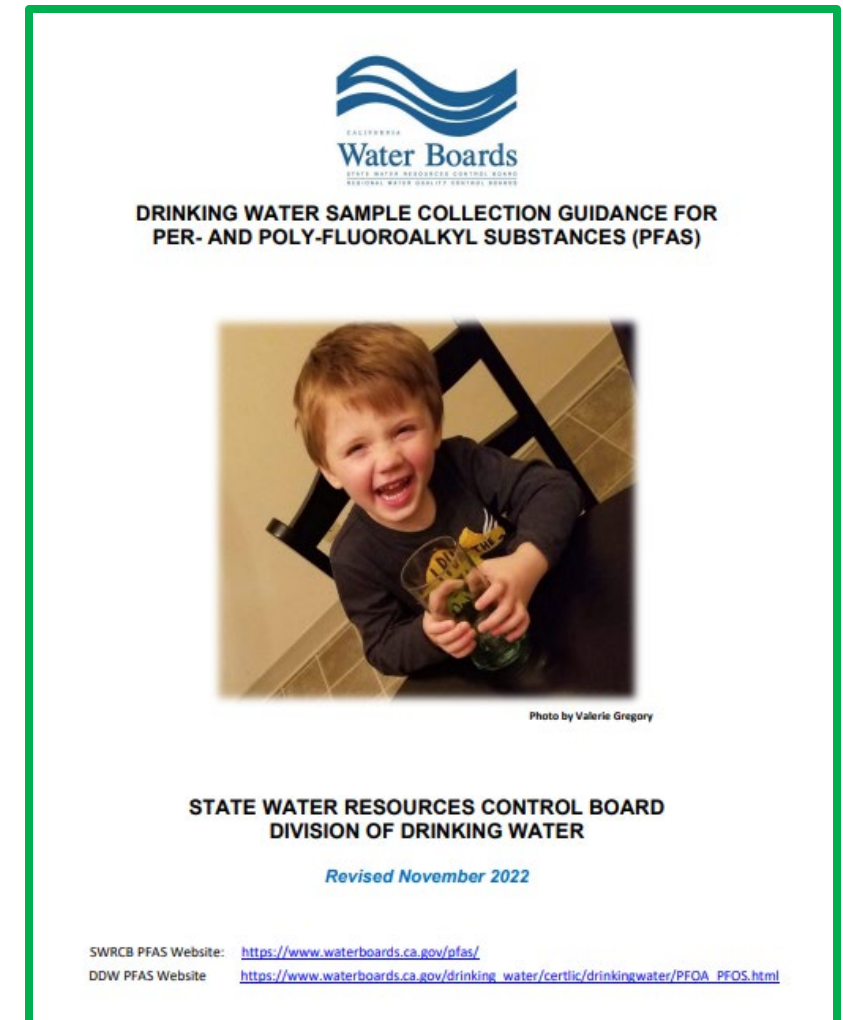 CALIFORNIA
Water Boards
STATE WATER RESOURCES CONTROL BOARD
REGIONAL WATER QUALITY CONTROL BOARDS
DRINKING WATER SAMPLE COLLECTION GUIDANCE FOR
PER- AND POLY-FLUOROALKYL SUBSTANCES (PFAS)
I DI
THE
Photo by Valerie Gregory
STATE WATER RESOURCES CONTROL BOARD
DIVISION OF DRINKING WATER
Revised November 2022
SWRCB PFAS Website: https://www.waterboards.ca.gov/pfas/
DDW PFAS Website https://www.waterboards.ca.gov/drinking_water/certlic/drinkingwater/PFOA_PFOS.html